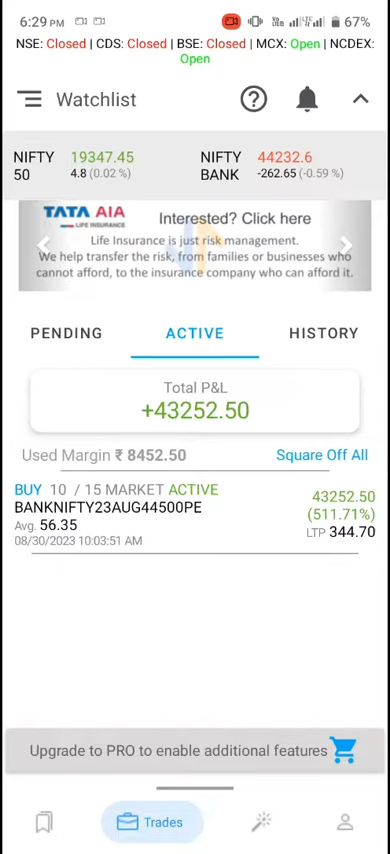 6:29 PM 67%
NSE: Closed | CDS: Closed | BSE: Closed | MCX: Open | NCDEX:
Open
Watchlist
NIFTY 50 19347.45 4.8 (0.02 %)
NIFTY BANK 44232.6 -262.65 (-0.59 %)
TATA AIA
LIFE INSURANCE
Interested? Click here
Life Insurance is just risk management.
We help transfer the risk, from families or businesses who
cannot afford, to the insurance company who can afford it.
PENDING ACTIVE HISTORY
Total P&L
+43252.50
Used Margin ₹ 8452.50 Square Off All
BUY 10 / 15 MARKET ACTIVE 43252.50
BANKNIFTY23AUG44500PE (511.71%)
Avg. 56.35 LTP 344.70
08/30/2023 10:03:51 AM
Upgrade to PRO to enable additional features
Trades